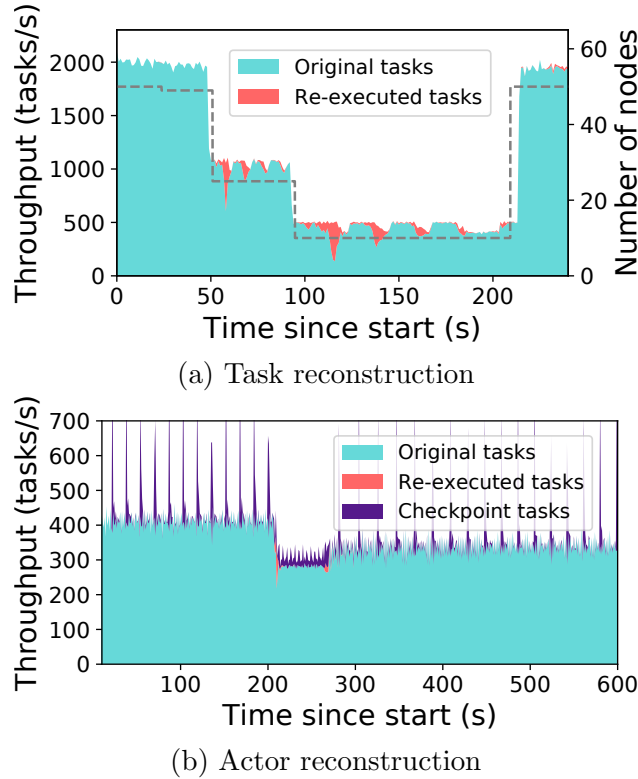 Throughput (tasks/s)
2000
1500
1000
500
0
Original tasks
Re-executed tasks
60
40
20
0
Number of nodes
0 50 100 150 200
Time since start (s)
(a) Task reconstruction
Throughput (tasks/s)
700
600
500
400
300
200
100
0
Original tasks
Re-executed tasks
Checkpoint tasks
100 200 300 400 500 600
Time since start (s)
(b) Actor reconstruction